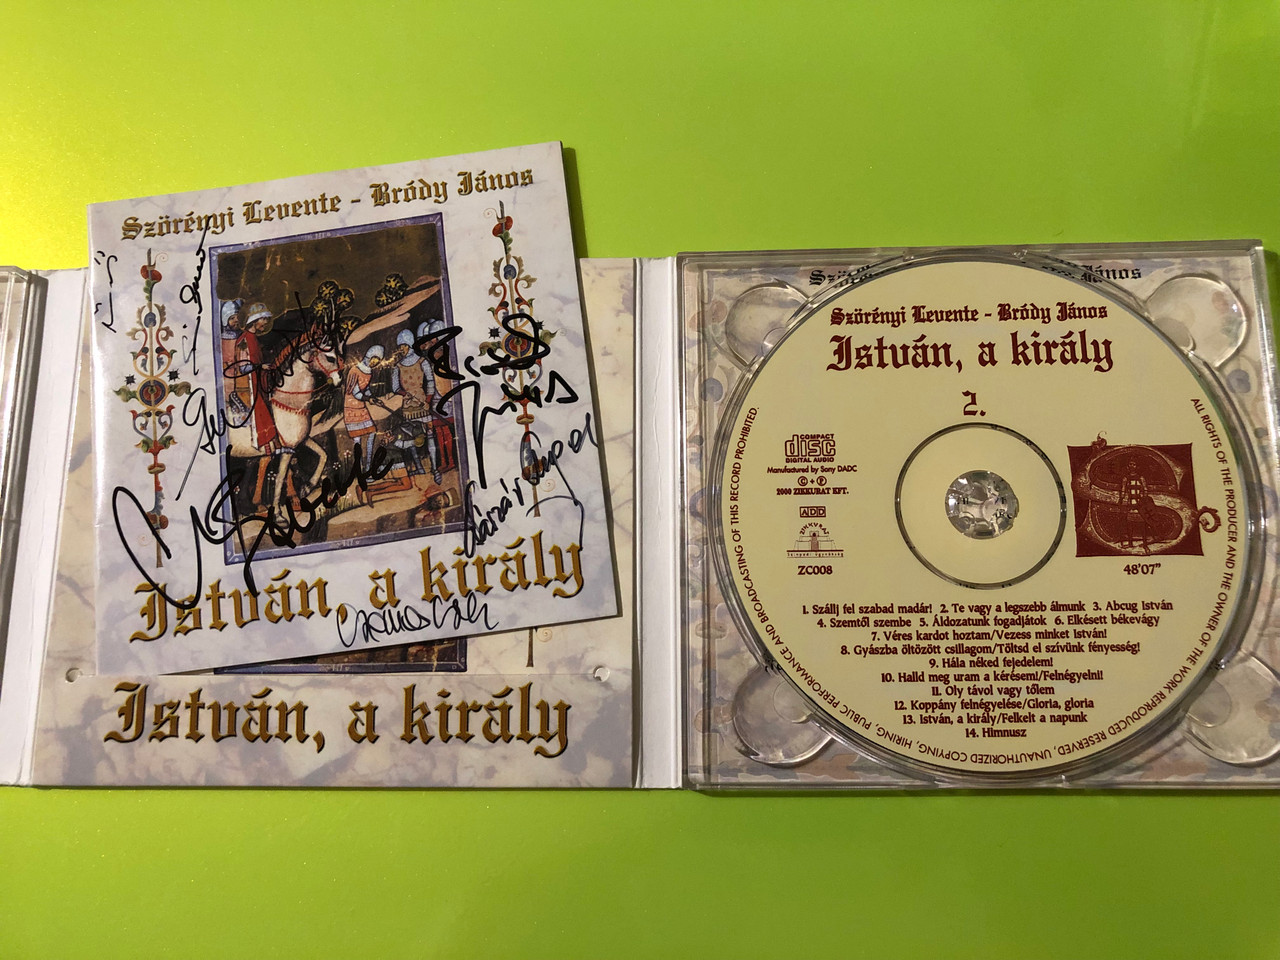 Szörényi Levente - Bródy János
István, a király
István, a király
Szörényi Levente - Bródy János
István, a király
2.
COMPACT
disc
DIGITAL AUDIO
Manufactured by Sony DADC
© + ℗
2000 ZIKKURAT KFT.
ADD
ZIKKURAT
ZC008
48'07"
1. Szállj fel szabad madár! 2. Te vagy a legszebb álmunk 3. Abcug István
4. Szemtől szembe 5. Áldozatunk fogadjátok 6. Elkésett békevágy
7. Véres kardot hoztam/Vezess minket István!
8. Gyászba öltözött csillagom/Töltsd el szívünk fényesség!
9. Hála néked fejedelem!
10. Halld meg uram a kérésem!/Felnégyelni!
11. Oly távol vagy tőlem
12. Koppány felnégyelése/Gloria, gloria
13. István, a király/Felkelt a napunk
14. Himnusz
ALL RIGHTS OF THE PRODUCER AND THE OWNER OF THE WORK REPRODUCED RESERVED, UNAUTHORIZED COPYING, HIRING, PUBLIC PERFORMANCE AND BROADCASTING OF THIS RECORD PROHIBITED.
János